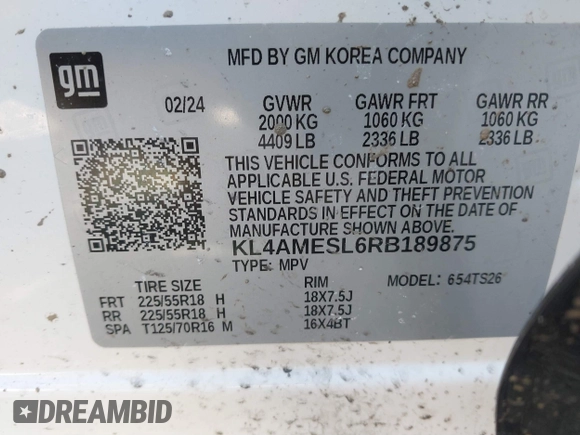 gm
MFD BY GM KOREA COMPANY
02/24 GVWR GAWR FRT GAWR RR
2000 KG 1060 KG 1060 KG
4409 LB 2336 LB 2336 LB
THIS VEHICLE CONFORMS TO ALL
APPLICABLE U.S. FEDERAL MOTOR
VEHICLE SAFETY AND THEFT PREVENTION
STANDARDS IN EFFECT ON THE DATE OF
MANUFACTURE SHOWN ABOVE.
KL4AMESL6RB189875
TYPE: MPV MODEL: 654TS26
TIRE SIZE RIM
FRT 225/55R18 H 18X7.5J
RR 225/55R18 H 18X7.5J
SPA T125/70R16 M 16X4BT
DREAMBID